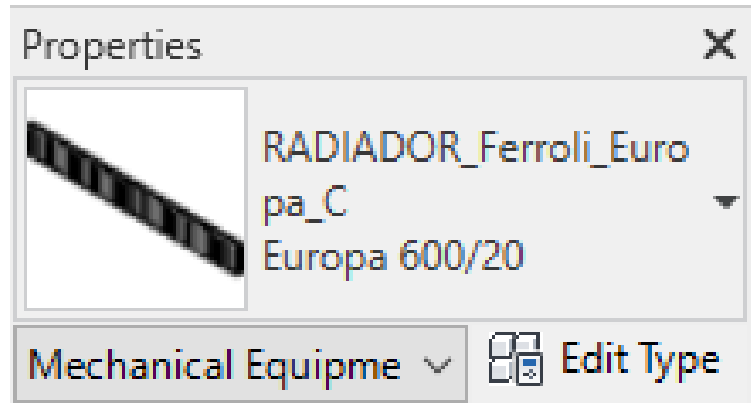 Properties
RADIADOR_Ferroli_Euro
pa_C
Europa 600/20
Mechanical Equipme
Edit Type